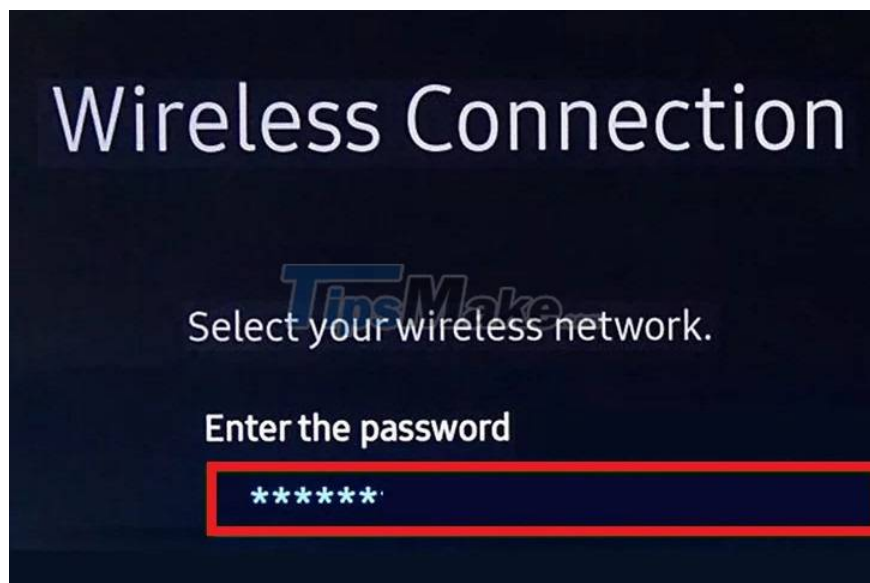 Wireless Connection
TipsMake
Select your wireless network.
Enter the password
******